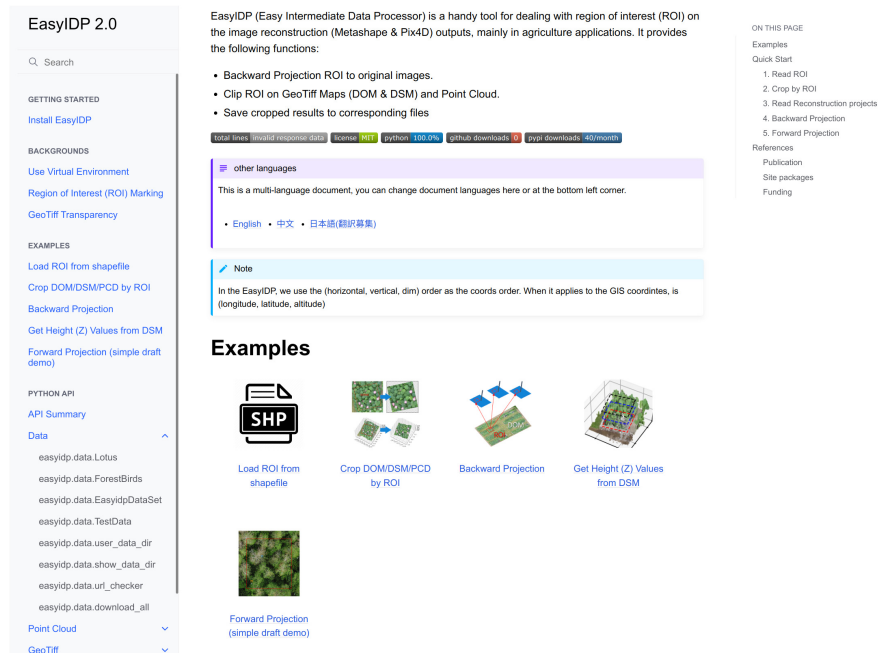 EasyIDP 2.0
Search
GETTING STARTED
Install EasyIDP
BACKGROUNDS
Use Virtual Environment
Region of Interest (ROI) Marking
GeoTiff Transparency
EXAMPLES
Load ROI from shapefile
Crop DOM/DSM/PCD by ROI
Backward Projection
Get Height (Z) Values from DSM
Forward Projection (simple draft
demo)
PYTHON API
API Summary
Data
easyidp.data.Lotus
easyidp.data.ForestBirds
easyidp.data.EasyidpDataSet
easyidp.data.TestData
easyidp.data.user_data_dir
easyidp.data.show_data_dir
easyidp.data.url_checker
easyidp.data.download_all
Point Cloud
GeoTiff
EasyIDP (Easy Intermediate Data Processor) is a handy tool for dealing with region of interest (ROI) on
the image reconstruction (Metashape & Pix4D) outputs, mainly in agriculture applications. It provides
the following functions:
• Backward Projection ROI to original images.
• Clip ROI on GeoTiff Maps (DOM & DSM) and Point Cloud.
• Save cropped results to corresponding files
total lines invalid response data license MIT python 100.0% github downloads 0 pypi downloads 40/month
other languages
This is a multi-language document, you can change document languages here or at the bottom left corner.
• English • 中文 • 日本語(翻訳募集)
Note
In the EasyIDP, we use the (horizontal, vertical, dim) order as the coords order. When it applies to the GIS coordintes, is
(longitude, latitude, altitude)
Examples
SHP
DOM
ROI
Load ROI from
shapefile
Crop DOM/DSM/PCD
by ROI
Backward Projection
Get Height (Z) Values
from DSM
Forward Projection
(simple draft demo)
ON THIS PAGE
Examples
Quick Start
1. Read ROI
2. Crop by ROI
3. Read Reconstruction projects
4. Backward Projection
5. Forward Projection
References
Publication
Site packages
Funding